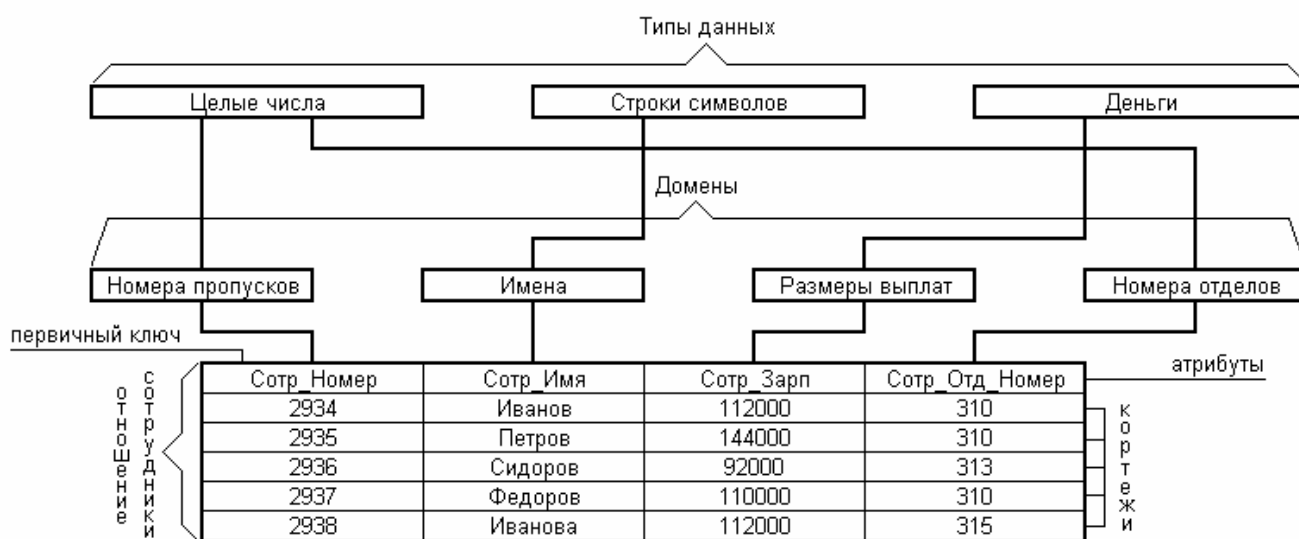 Типы данных
Целые числа Строки символов Деньги
Домены
Номера пропусков Имена Размеры выплат Номера отделов
первичный ключ
атрибуты
отношение
сотрудники
Сотр_Номер Сотр_Имя Сотр_Зарп Сотр_Отд_Номер
2934 Иванов 112000 310
2935 Петров 144000 310
2936 Сидоров 92000 313
2937 Федоров 110000 310
2938 Иванова 112000 315
кортежи